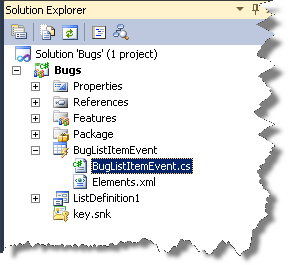 Solution Explorer
Solution 'Bugs' (1 project)
Bugs
Properties
References
Features
Package
BugListItemEvent
BugListItemEvent.cs
Elements.xml
ListDefinition1
key.snk